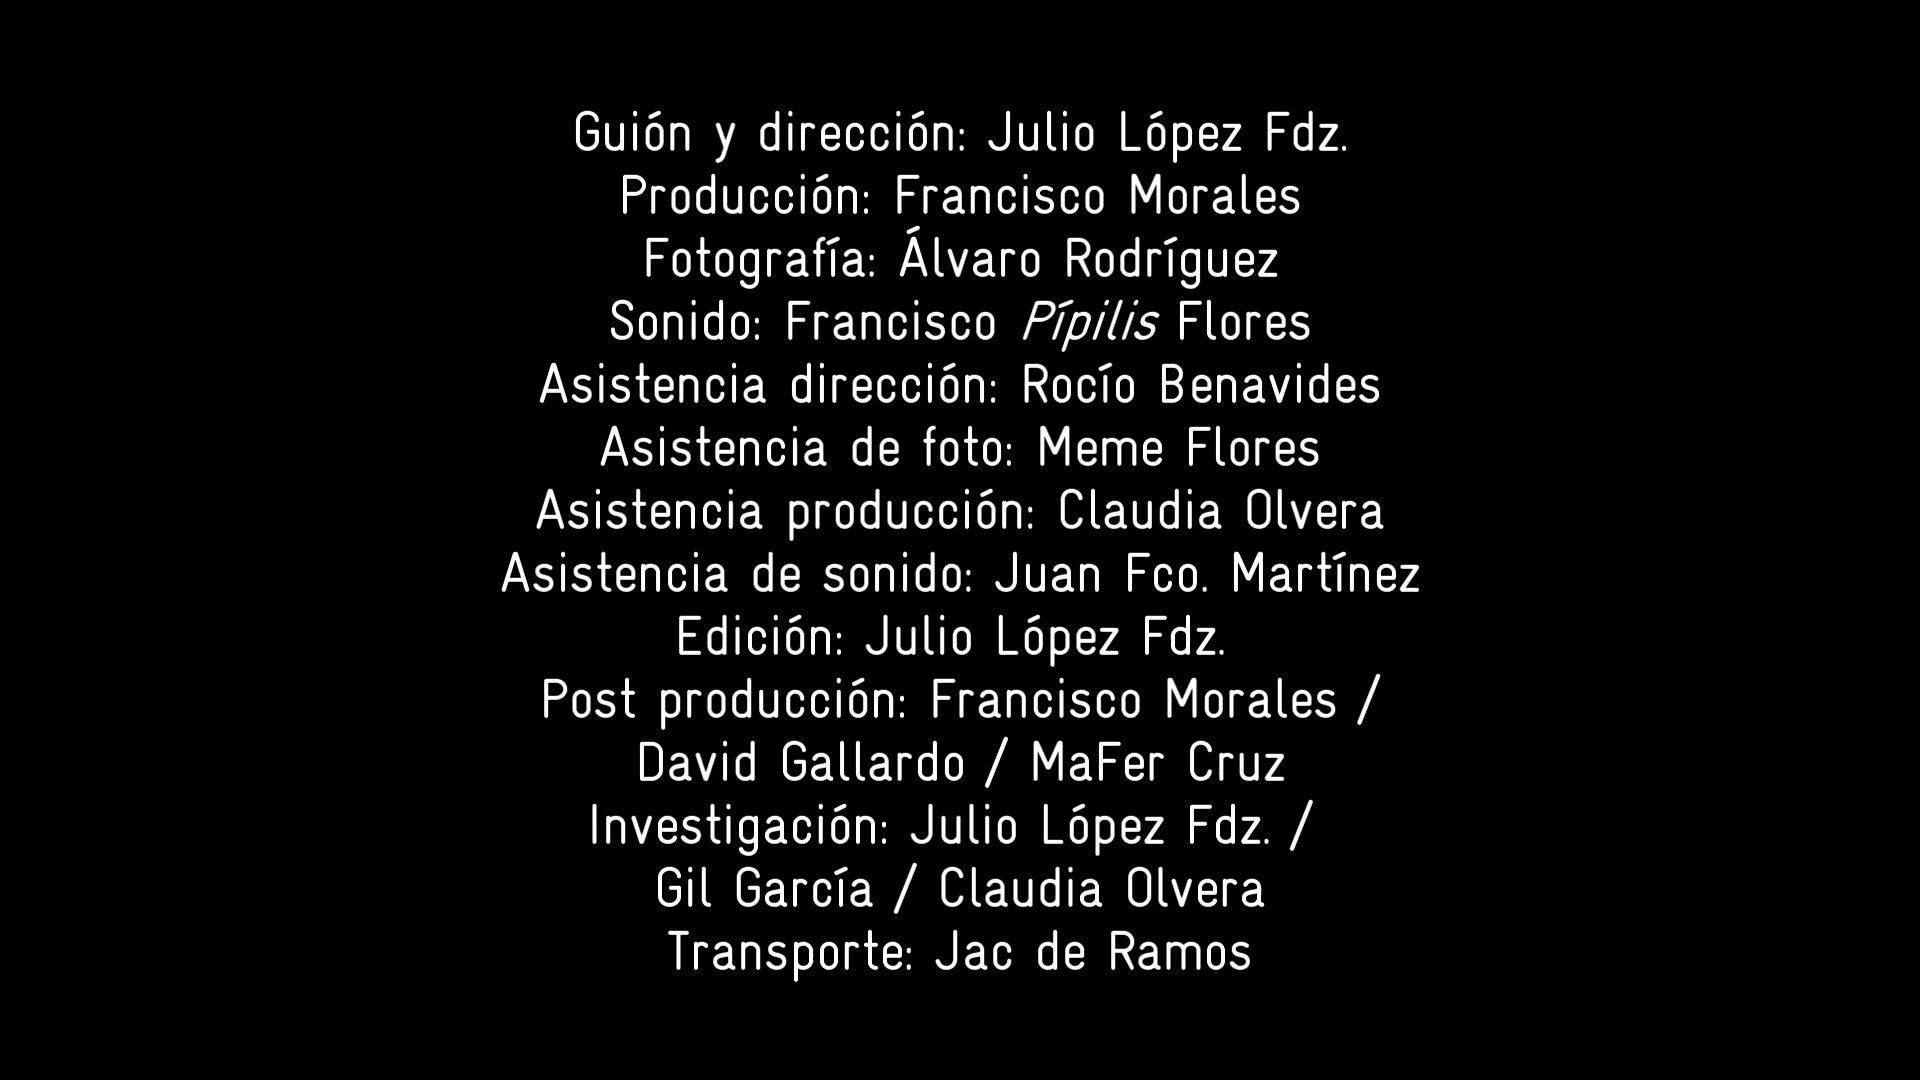 Guión y dirección: Julio López Fdz.
Producción: Francisco Morales
Fotografía: Álvaro Rodríguez
Sonido: Francisco Pípilis Flores
Asistencia dirección: Rocío Benavides
Asistencia de foto: Meme Flores
Asistencia producción: Claudia Olvera
Asistencia de sonido: Juan Fco. Martínez
Edición: Julio López Fdz.
Post producción: Francisco Morales /
David Gallardo / MaFer Cruz
Investigación: Julio López Fdz. /
Gil García / Claudia Olvera
Transporte: Jac de Ramos